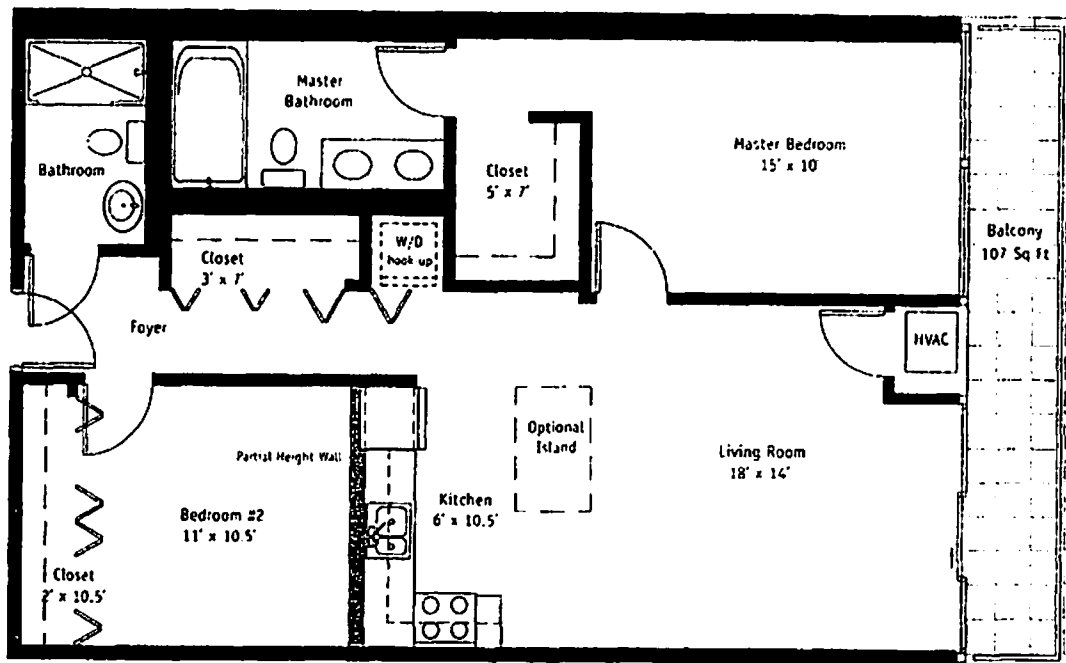 Master
Bathroom
Bathroom
Closet
5' x 7'
Master Bedroom
15' x 10'
Balcony
107 Sq Ft
Closet
3' x 7'
W/D
hook up
Foyer
HVAC
Optional
Island
Living Room
18' x 14'
Partial Height Wall
Kitchen
6' x 10.5'
Bedroom #2
11' x 10.5'
Closet
2' x 10.5'